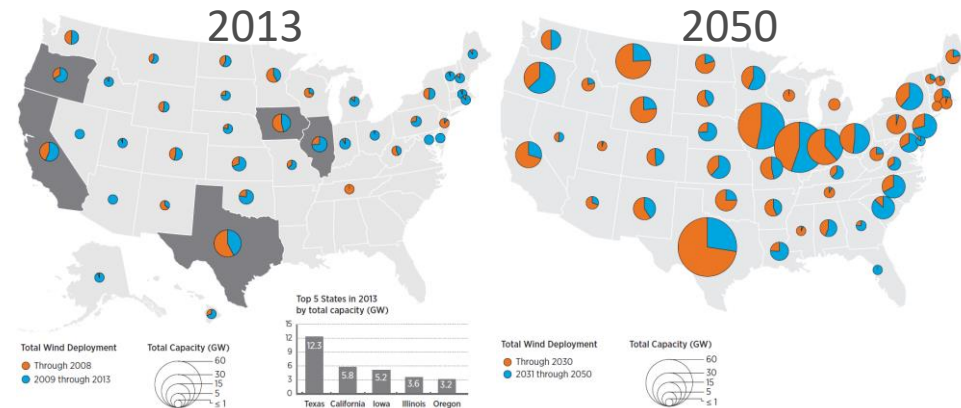 2013
2050
Top 5 States in 2013
by total capacity (GW)
15
12
9
6
3
0
12.3
5.8
5.2
3.6
3.2
Texas California Iowa Illinois Oregon
Total Wind Deployment
Through 2008
2009 through 2013
Total Capacity (GW)
60
30
15
5
≤ 1
Total Wind Deployment
Through 2030
2031 through 2050
Total Capacity (GW)
60
30
15
5
≤ 1